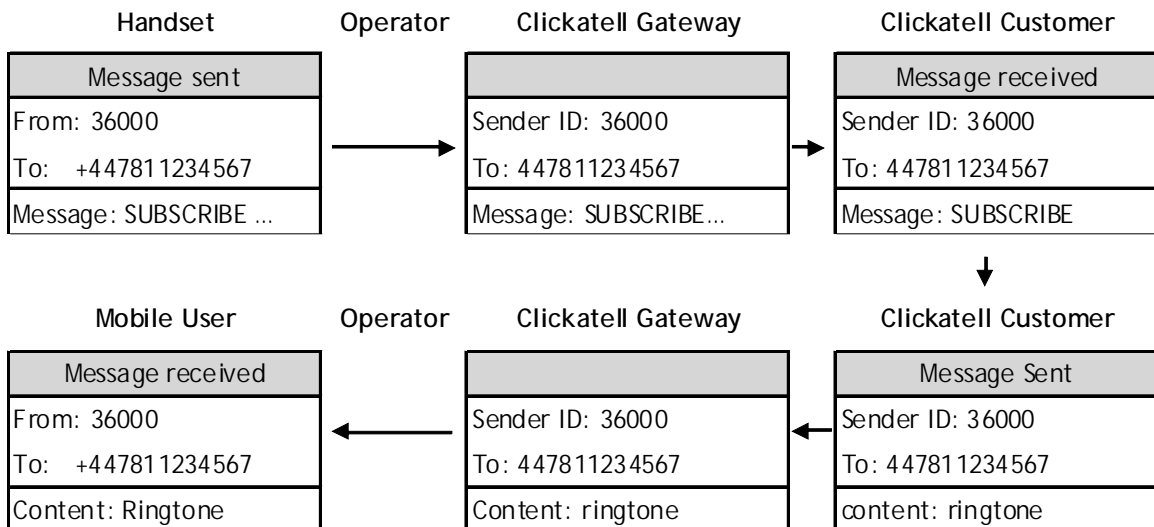 Handset Operator Clickatell Gateway Clickatell Customer
Message sent Message received
From: 36000 Sender ID: 36000 Sender ID: 36000
To: +447811234567 To: 447811234567 To: 447811234567
Message: SUBSCRIBE ... Message: SUBSCRIBE... Message: SUBSCRIBE
Mobile User Operator Clickatell Gateway Clickatell Customer
Message received Message Sent
From: 36000 Sender ID: 36000 Sender ID: 36000
To: +447811234567 To: 447811234567 To: 447811234567
Content: Ringtone Content: ringtone content: ringtone